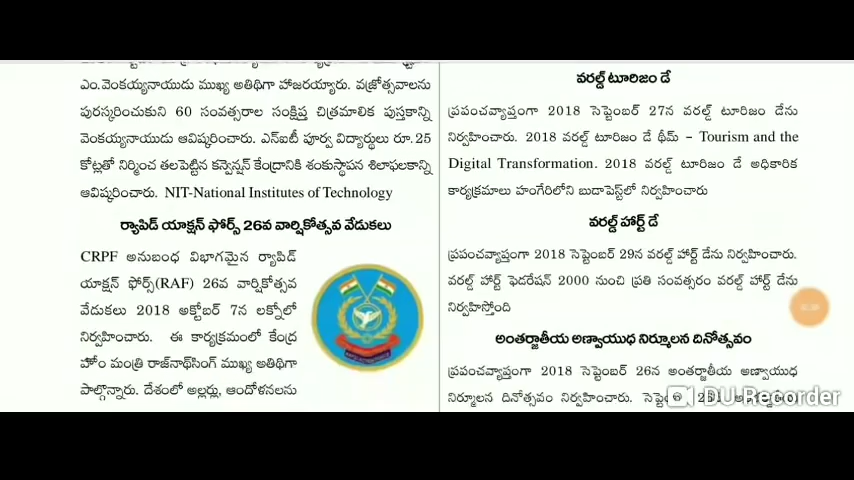 ఎం.వెంకయ్యనాయుడు ముఖ్య అతిథిగా హాజరయ్యారు. వజ్రోత్సవాలను
పురస్కరించుకుని 60 సంవత్సరాల సంక్షిప్త చిత్రమాలిక పుస్తకాన్ని
వెంకయ్యనాయుడు ఆవిష్కరించారు. ఎన్ఐటీ పూర్వ విద్యార్థులు రూ.25
కోట్లతో నిర్మించ తలపెట్టిన కన్వెన్షన్ కేంద్రానికి శంకుస్థాపన శిలాఫలకాన్ని
ఆవిష్కరించారు. NIT-National Institutes of Technology
ర్యాపిడ్ యాక్షన్ ఫోర్స్ 26వ వార్షికోత్సవ వేడుకలు
CRPF అనుబంధ విభాగమైన ర్యాపిడ్
యాక్షన్ ఫోర్స్(RAF) 26వ వార్షికోత్సవ
వేడుకలు 2018 అక్టోబర్ 7న లక్నోలో
నిర్వహించారు. ఈ కార్యక్రమంలో కేంద్ర
హోం మంత్రి రాజ్‌నాథ్‌సింగ్ ముఖ్య అతిథిగా
పాల్గొన్నారు. దేశంలో అల్లర్లు, ఆందోళనలను
వరల్డ్ టూరిజం డే
ప్రపంచవ్యాప్తంగా 2018 సెప్టెంబర్ 27న వరల్డ్ టూరిజం డేను
నిర్వహించారు. 2018 వరల్డ్ టూరిజం డే థీమ్ – Tourism and the
Digital Transformation. 2018 వరల్డ్ టూరిజం డే అధికారిక
కార్యక్రమాలు హంగేరిలోని బుడాపెస్ట్‌లో నిర్వహించారు
వరల్డ్ హార్ట్ డే
ప్రపంచవ్యాప్తంగా 2018 సెప్టెంబర్ 29న వరల్డ్ హార్ట్ డేను నిర్వహించారు.
వరల్డ్ హార్ట్ ఫెడరేషన్ 2000 నుంచి ప్రతి సంవత్సరం వరల్డ్ హార్ట్ డేను
నిర్వహిస్తోంది
అంతర్జాతీయ అణ్వాయుధ నిర్మూలన దినోత్సవం
ప్రపంచవ్యాప్తంగా 2018 సెప్టెంబర్ 26న అంతర్జాతీయ అణ్వాయుధ
నిర్మూలన దినోత్సవం నిర్వహించారు.
DU Recorder